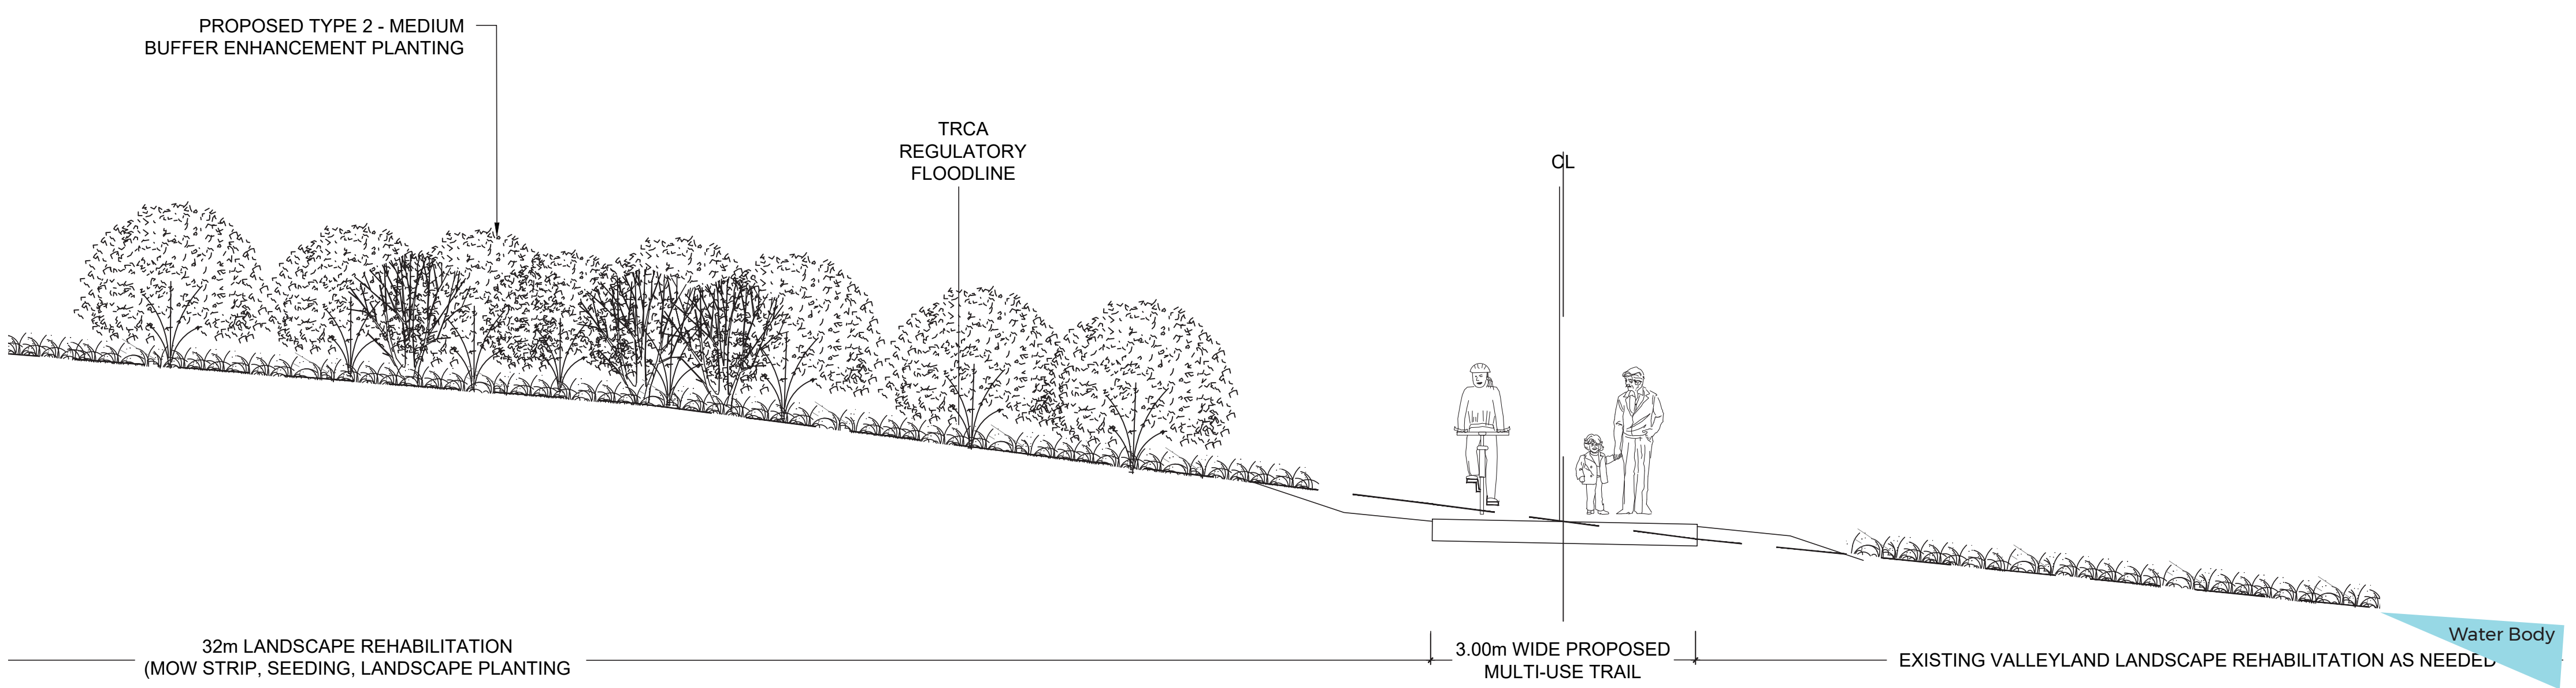 PROPOSED TYPE 2 - MEDIUM
BUFFER ENHANCEMENT PLANTING
TRCA
REGULATORY
FLOODLINE
CL
32m LANDSCAPE REHABILITATION
(MOW STRIP, SEEDING, LANDSCAPE PLANTING
3.00m WIDE PROPOSED
MULTI-USE TRAIL
EXISTING VALLEYLAND LANDSCAPE REHABILITATION AS NEEDED
Water Body